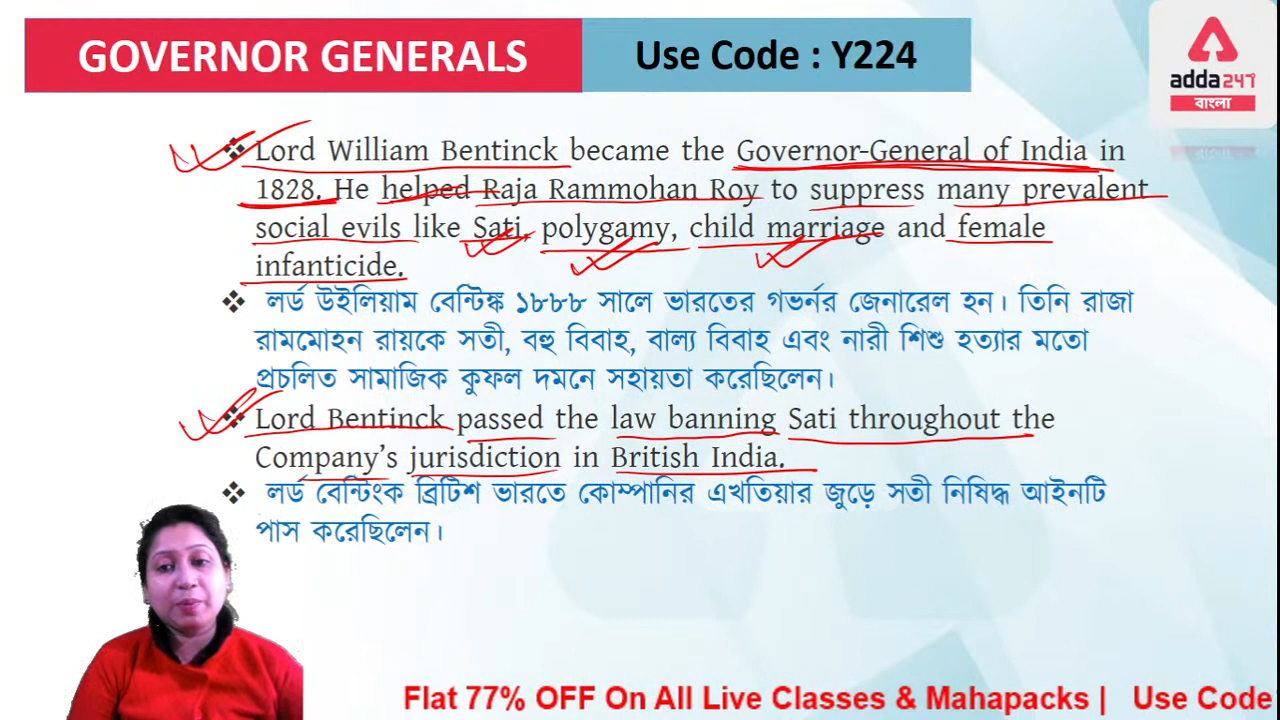 GOVERNOR GENERALS
Use Code : Y224
adda247
বাংলা
Lord William Bentinck became the Governor-General of India in
1828. He helped Raja Rammohan Roy to suppress many prevalent
social evils like Sati, polygamy, child marriage and female
infanticide.
লর্ড উইলিয়াম বেন্টিঙ্ক ১৮৮৮ সালে ভারতের গভর্নর জেনারেল হন। তিনি রাজা
রামমোহন রায়কে সতী, বহু বিবাহ, বাল্য বিবাহ এবং নারী শিশু হত্যার মতো
প্রচলিত সামাজিক কুফল দমনে সহায়তা করেছিলেন।
Lord Bentinck passed the law banning Sati throughout the
Company's jurisdiction in British India.
লর্ড বেন্টিংক ব্রিটিশ ভারতে কোম্পানির এখতিয়ার জুড়ে সতী নিষিদ্ধ আইনটি
পাস করেছিলেন।
Flat 77% OFF On All Live Classes & Mahapacks | Use Code